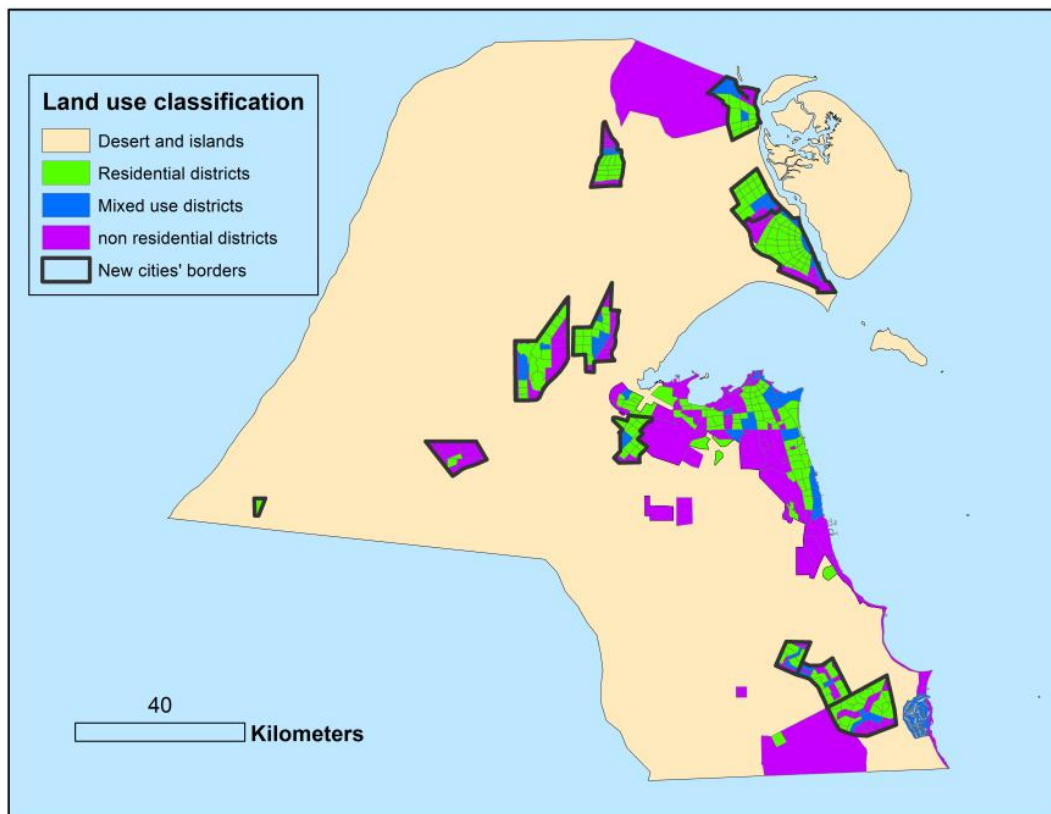 Land use classification
Desert and islands
Residential districts
Mixed use districts
non residential districts
New cities' borders
40
Kilometers